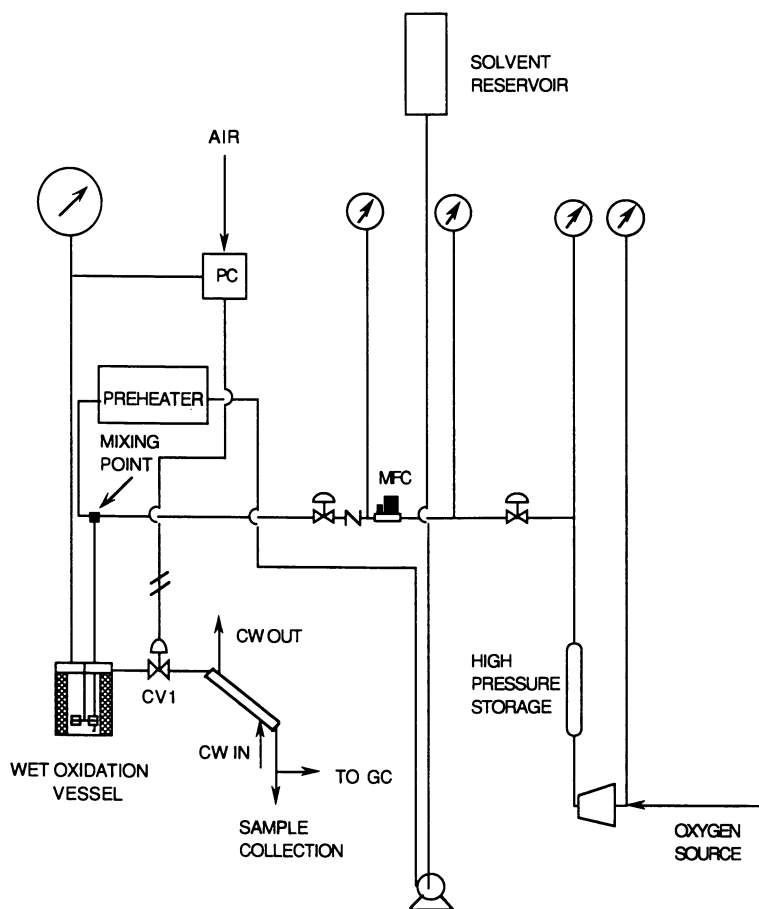 SOLVENT
RESERVOIR
AIR
PC
PREHEATER
MIXING
POINT
MFC
CW OUT
HIGH
PRESSURE
STORAGE
CV1
CW IN
WET OXIDATION
VESSEL
TO GC
SAMPLE
COLLECTION
OXYGEN
SOURCE